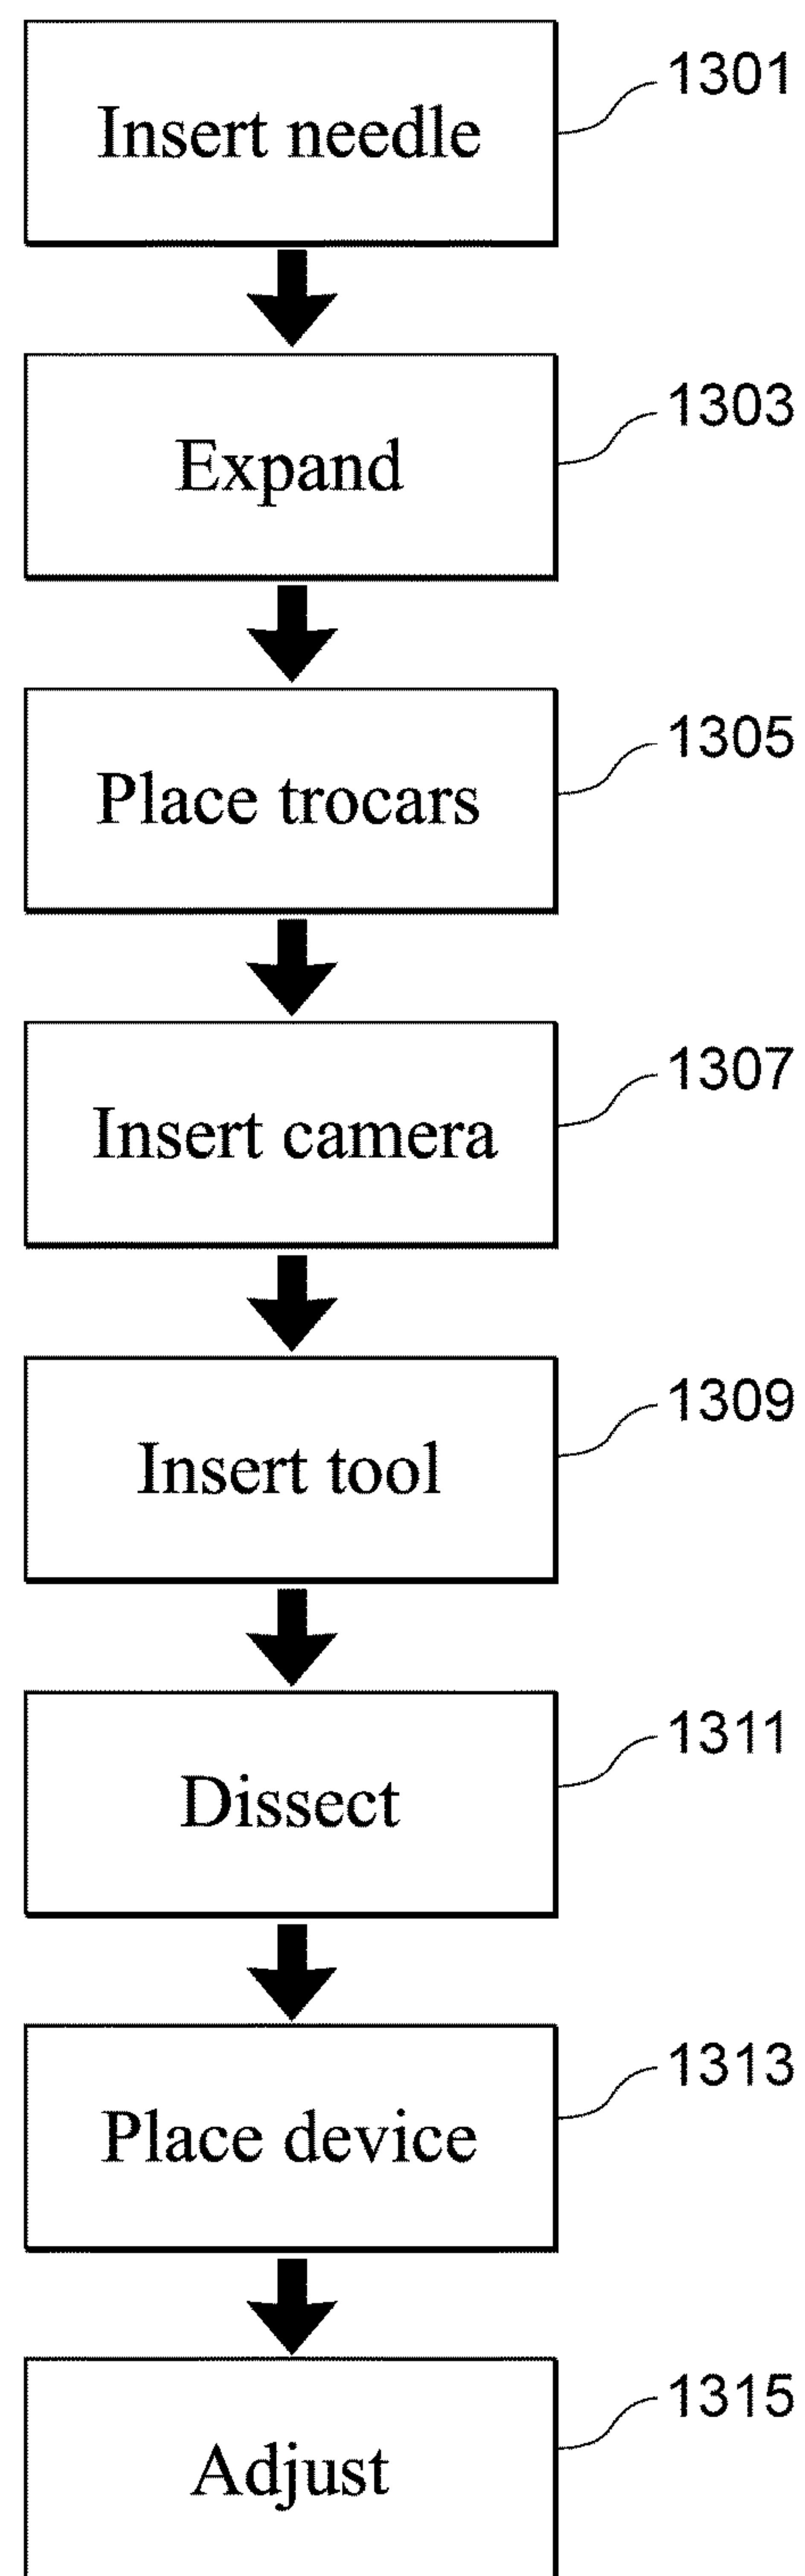 Insert needle
1301
Expand
1303
Place trocars
1305
Insert camera
1307
Insert tool
1309
Dissect
1311
Place device
1313
Adjust
1315